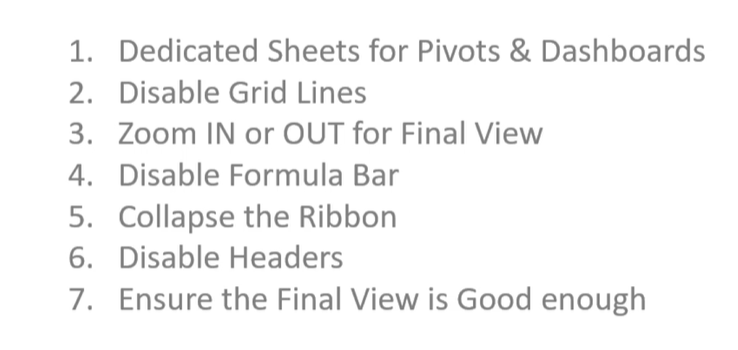 1. Dedicated Sheets for Pivots & Dashboards
2. Disable Grid Lines
3. Zoom IN or OUT for Final View
4. Disable Formula Bar
5. Collapse the Ribbon
6. Disable Headers
7. Ensure the Final View is Good enough